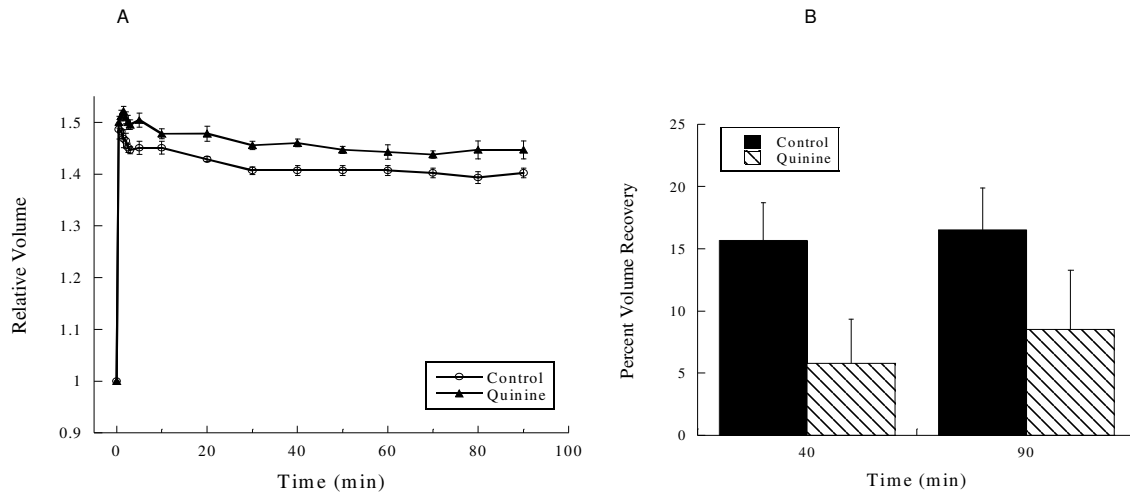 A
Relative Volume
1.5
1.4
1.3
1.2
1.1
1
0.9
0 20 40 60 80 100
Time (min)
Control
Quinine
B
Percent Volume Recovery
25
20
15
10
5
0
40 90
Time (min)
Control
Quinine